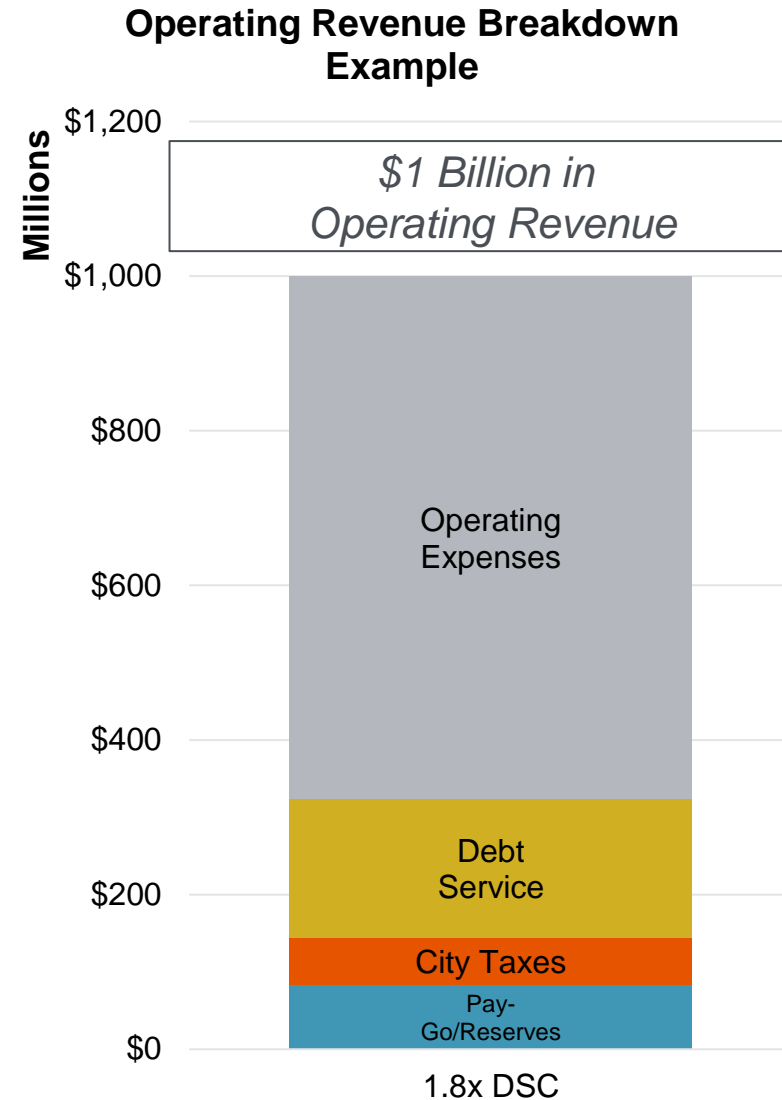 Operating Revenue Breakdown
Example
Millions
$1,200
$1 Billion in
Operating Revenue
$1,000
$800
Operating
Expenses
$600
$400
Debt
Service
$200
City Taxes
Pay-
Go/Reserves
$0
1.8x DSC